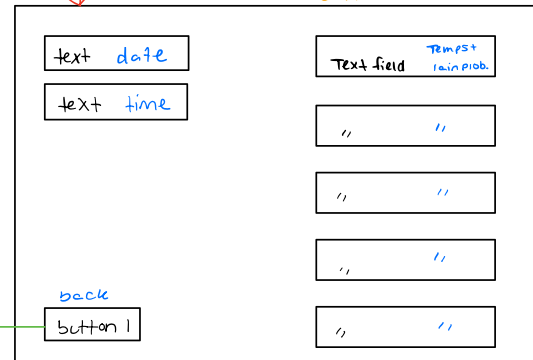 text date
text time
Temps+
Text field rain prob.
" "
" "
" "
" "
back
button 1